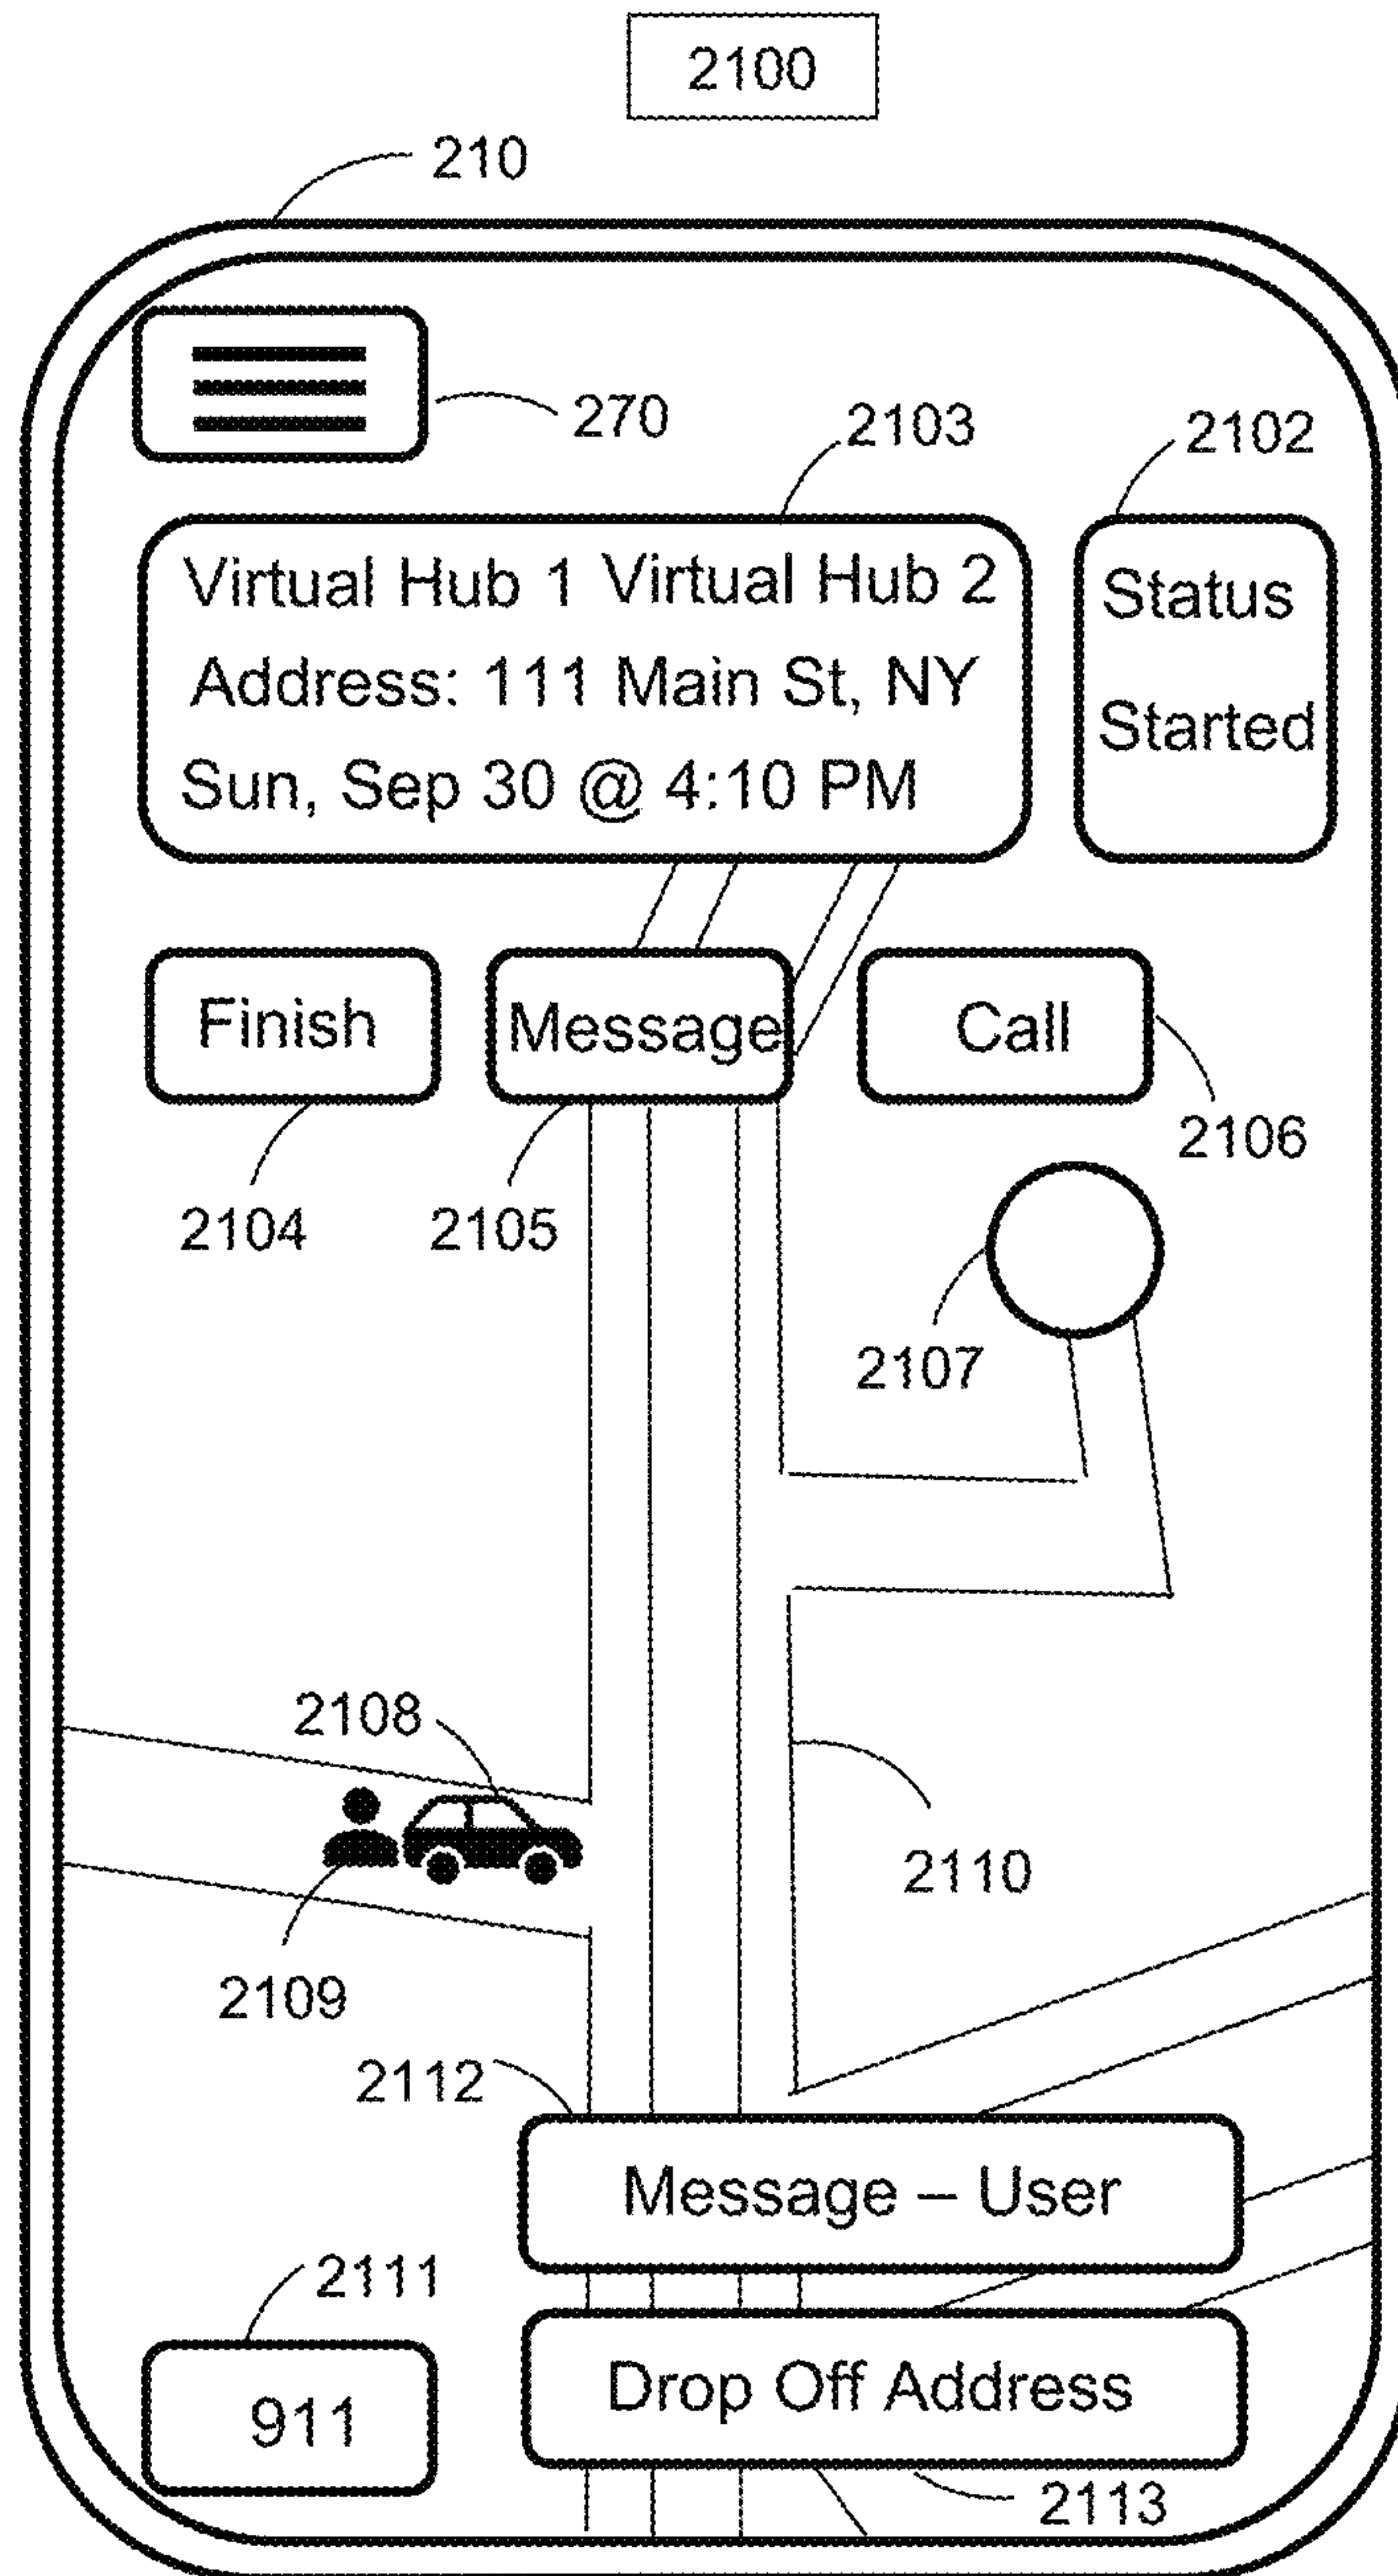 2100
210
270
2103
2102
Virtual Hub 1 Virtual Hub 2
Address: 111 Main St, NY
Sun, Sep 30 @ 4:10 PM
Status
Started
Finish
Message
Call
2106
2104
2105
2107
2108
2110
2109
2112
Message – User
2111
Drop Off Address
911
2113